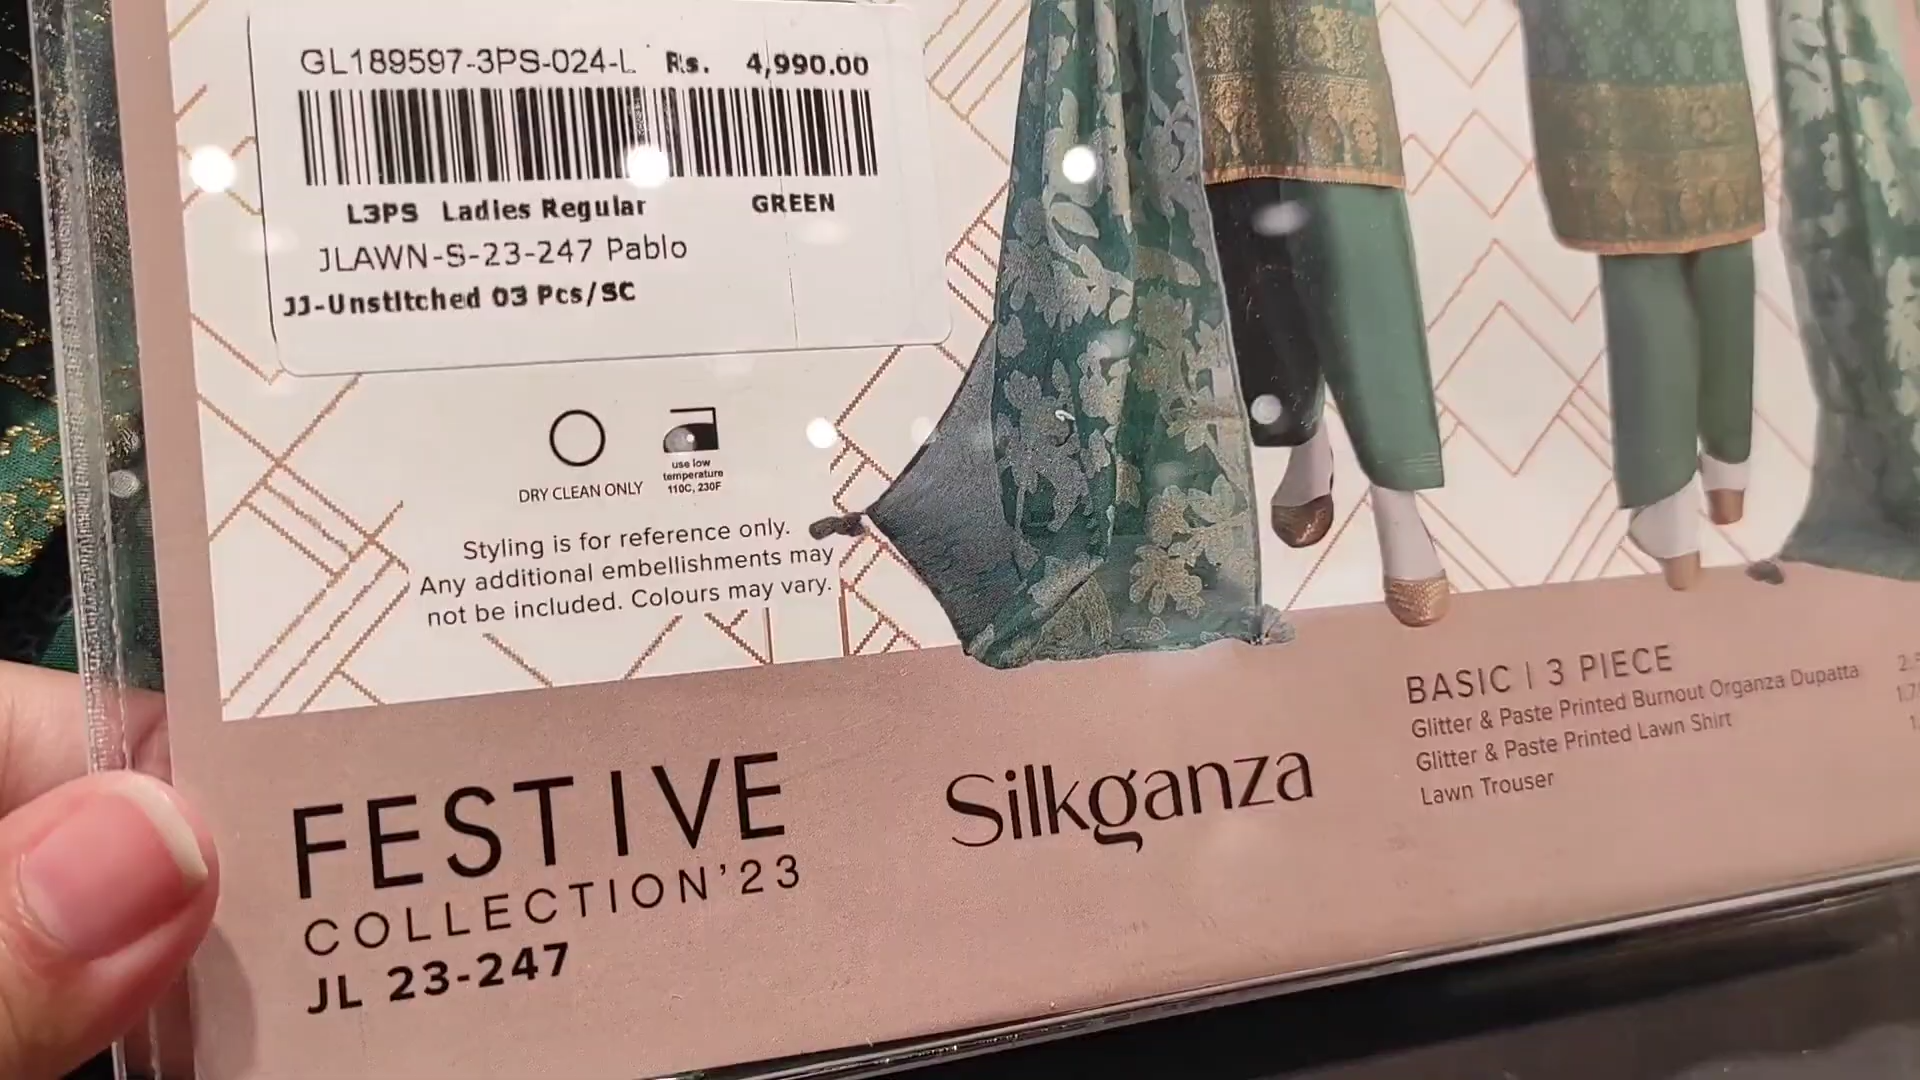 GL189597-3PS-024-L Rs. 4,990.00
L3PS Ladies Regular GREEN
JLAWN-S-23-247 Pablo
JJ-Unstitched 03 Pcs/SC
DRY CLEAN ONLY
use low
temperature
110C, 230F
Styling is for reference only.
Any additional embellishments may
not be included. Colours may vary.
FESTIVE
COLLECTION'23
JL 23-247
Silkganza
BASIC | 3 PIECE
Glitter & Paste Printed Burnout Organza Dupatta
Glitter & Paste Printed Lawn Shirt
Lawn Trouser